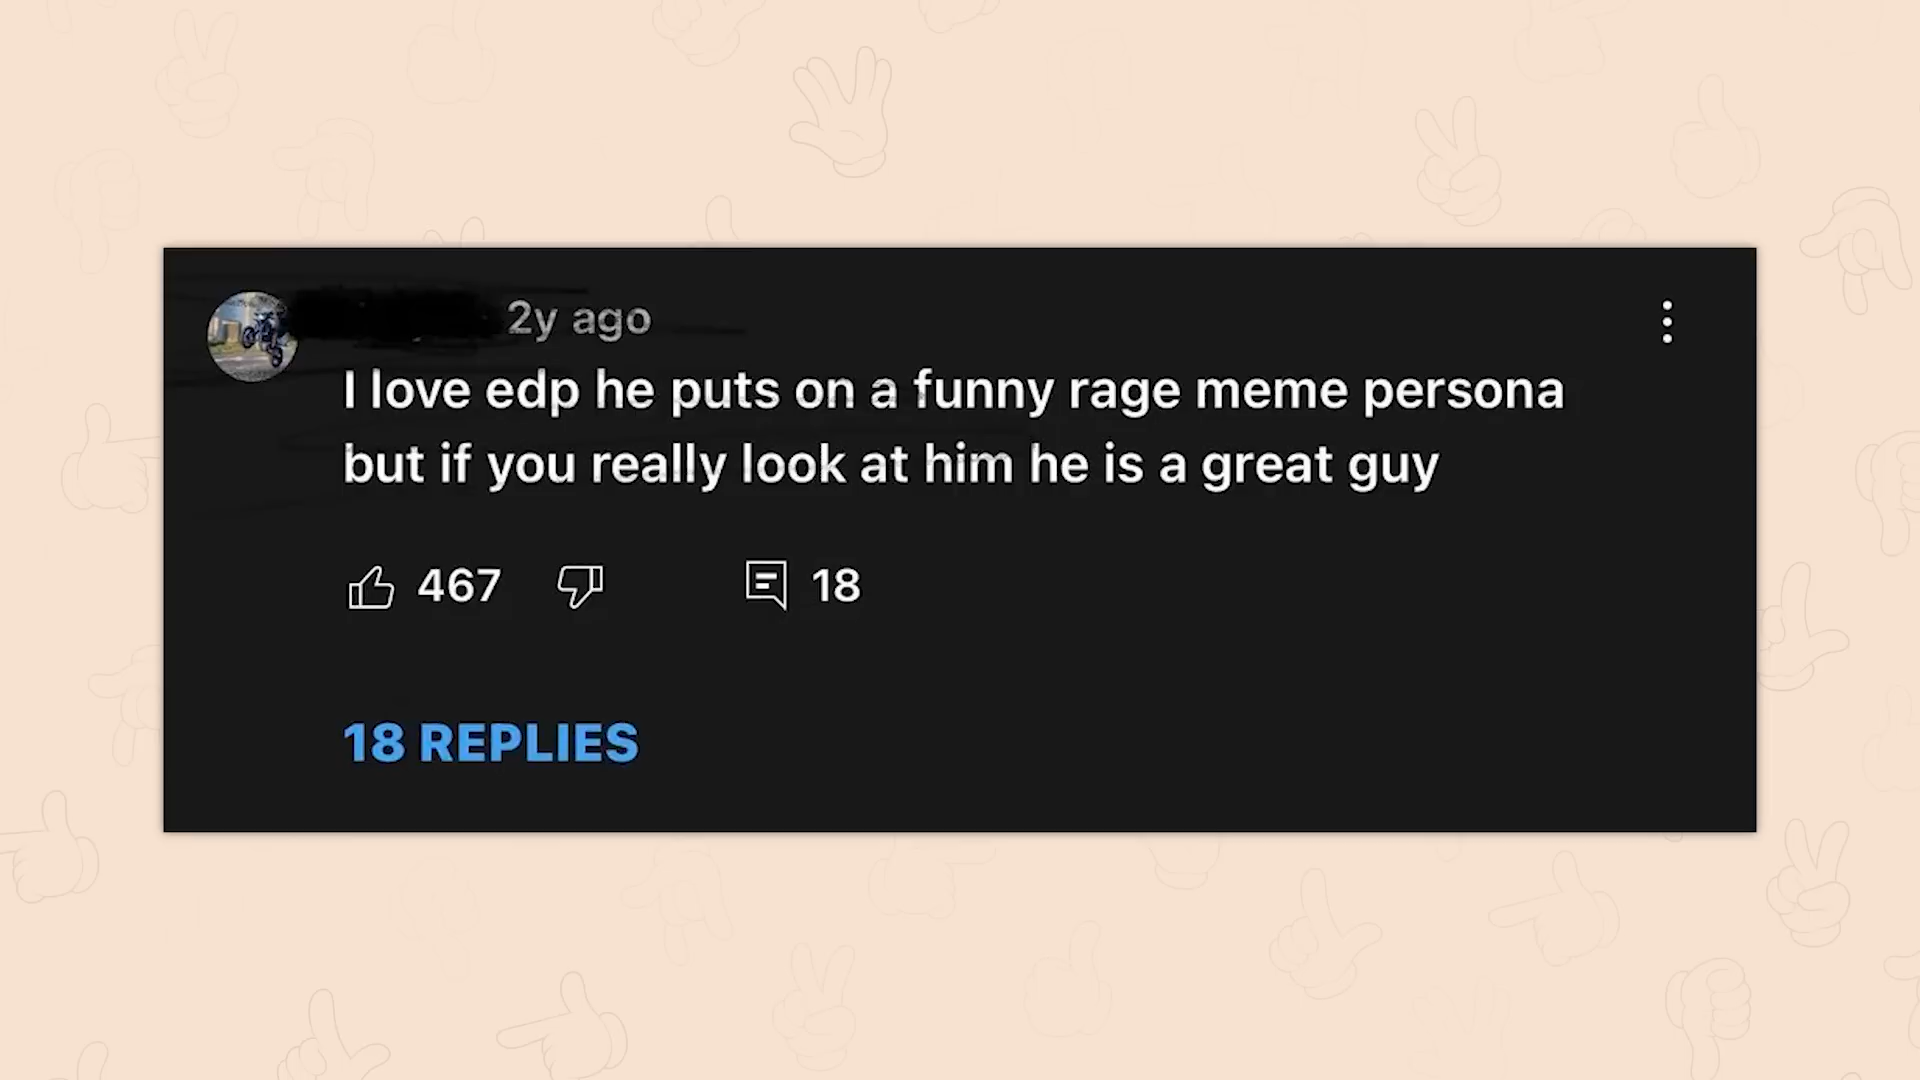 2y ago
I love edp he puts on a funny rage meme persona
but if you really look at him he is a great guy
467
18
18 REPLIES